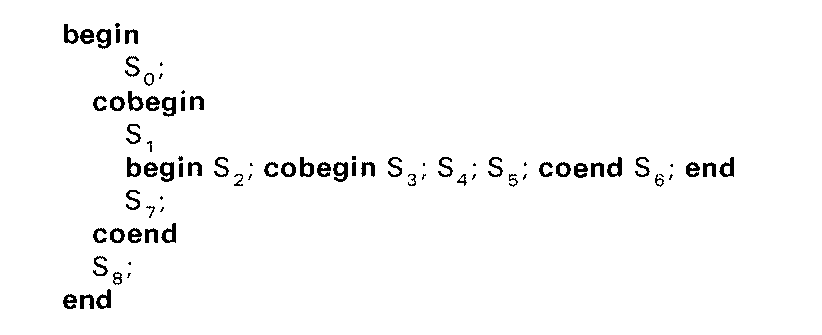 begin
S₀;
cobegin
S₁
begin S₂; cobegin S₃; S₄; S₅; coend S₆; end
S₇;
coend
S₈;
end